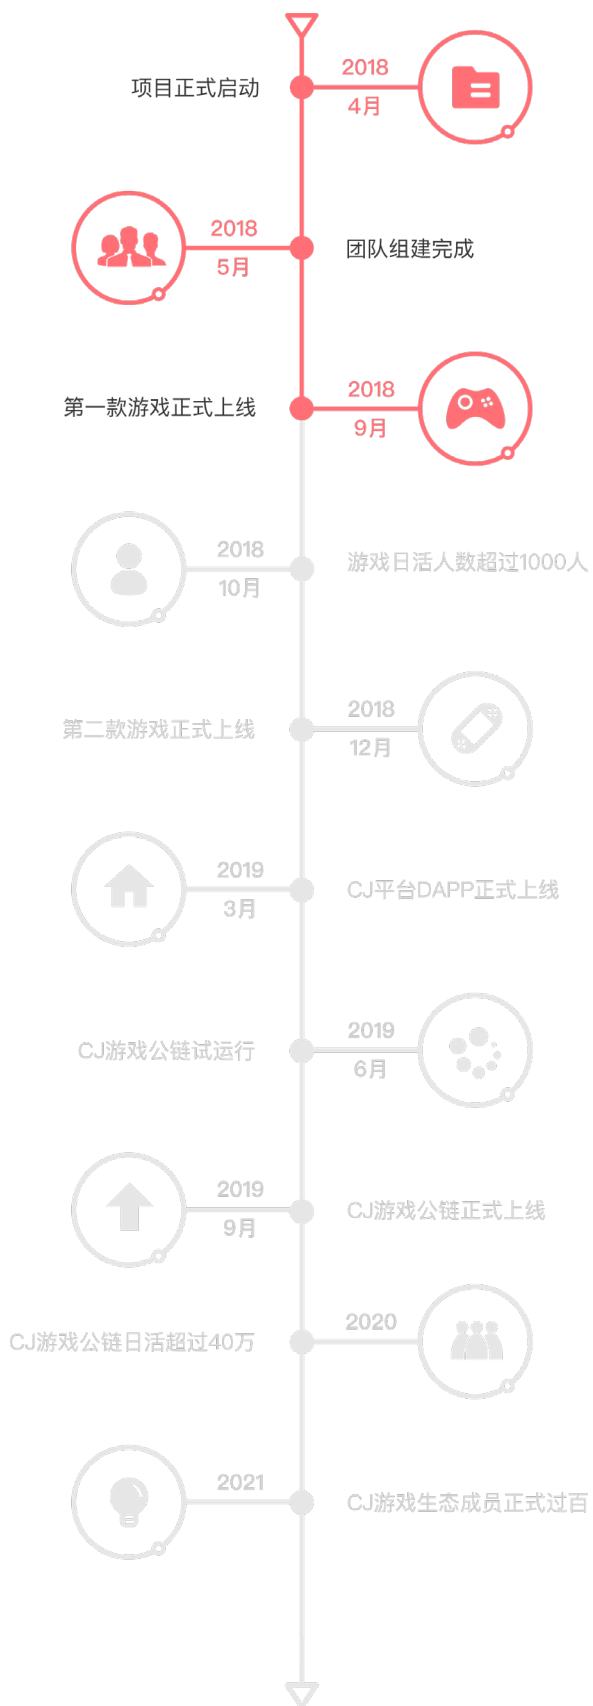 2018
4月
项目正式启动
2018
5月
团队组建完成
2018
9月
第一款游戏正式上线
2018
10月
游戏日活人数超过1000人
2018
12月
第二款游戏正式上线
2019
3月
CJ平台DAPP正式上线
2019
6月
CJ游戏公链试运行
2019
9月
CJ游戏公链正式上线
2020
CJ游戏公链日活超过40万
2021
CJ游戏生态成员正式过百